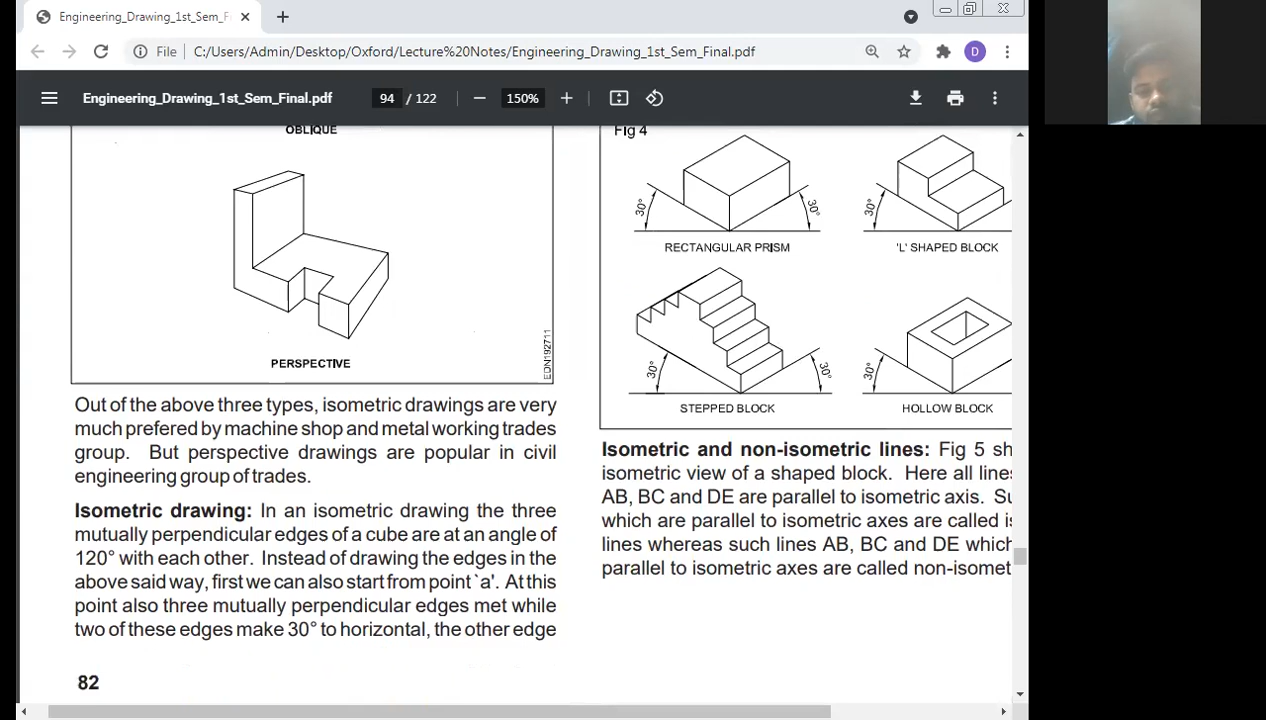 Engineering_Drawing_1st_Sem_Fi
File C:/Users/Admin/Desktop/Oxford/Lecture%20Notes/Engineering_Drawing_1st_Sem_Final.pdf
D
Engineering_Drawing_1st_Sem_Final.pdf
94 / 122
150%
OBLIQUE
PERSPECTIVE
EDN192711
Out of the above three types, isometric drawings are very
much prefered by machine shop and metal working trades
group. But perspective drawings are popular in civil
engineering group of trades.
Isometric drawing: In an isometric drawing the three
mutually perpendicular edges of a cube are at an angle of
120° with each other. Instead of drawing the edges in the
above said way, first we can also start from point `a'. At this
point also three mutually perpendicular edges met while
two of these edges make 30° to horizontal, the other edge
82
Fig 4
30°
30°
RECTANGULAR PRISM
30°
'L' SHAPED BLOCK
30°
30°
STEPPED BLOCK
30°
HOLLOW BLOCK
Isometric and non-isometric lines: Fig 5 sh
isometric view of a shaped block. Here all lines
AB, BC and DE are parallel to isometric axis. Su
which are parallel to isometric axes are called is
lines whereas such lines AB, BC and DE which
parallel to isometric axes are called non-isomet